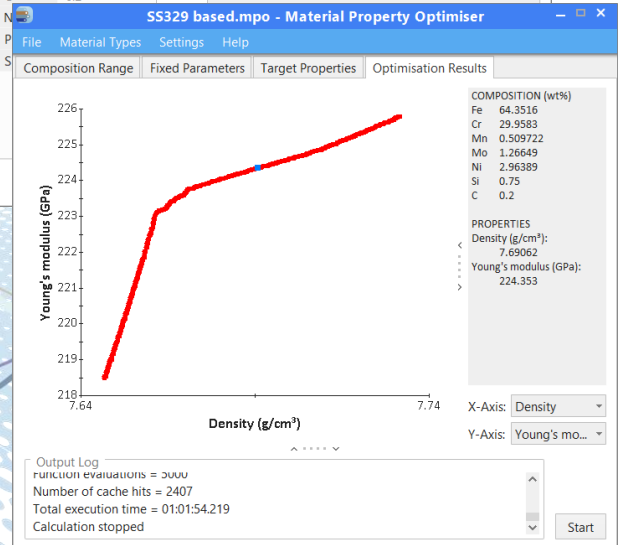 SS329 based.mpo - Material Property Optimiser
File Material Types Settings Help
Composition Range Fixed Parameters Target Properties Optimisation Results
226
225
224
223
222
221
220
219
218
Young's modulus (GPa)
7.64 7.74
Density (g/cm³)
COMPOSITION (wt%)
Fe 64.3516
Cr 29.9583
Mn 0.509722
Mo 1.26649
Ni 2.96389
Si 0.75
C 0.2
PROPERTIES
Density (g/cm³):
7.69062
Young's modulus (GPa):
224.353
X-Axis: Density
Y-Axis: Young's mo...
Output Log
Function evaluations = 5000
Number of cache hits = 2407
Total execution time = 01:01:54.219
Calculation stopped
Start